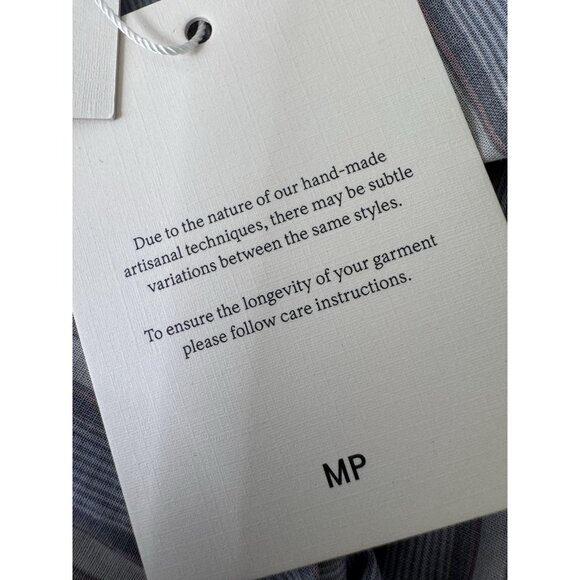 Due to the nature of our hand-made
artisanal techniques, there may be subtle
variations between the same styles.
To ensure the longevity of your garment
please follow care instructions.
MP